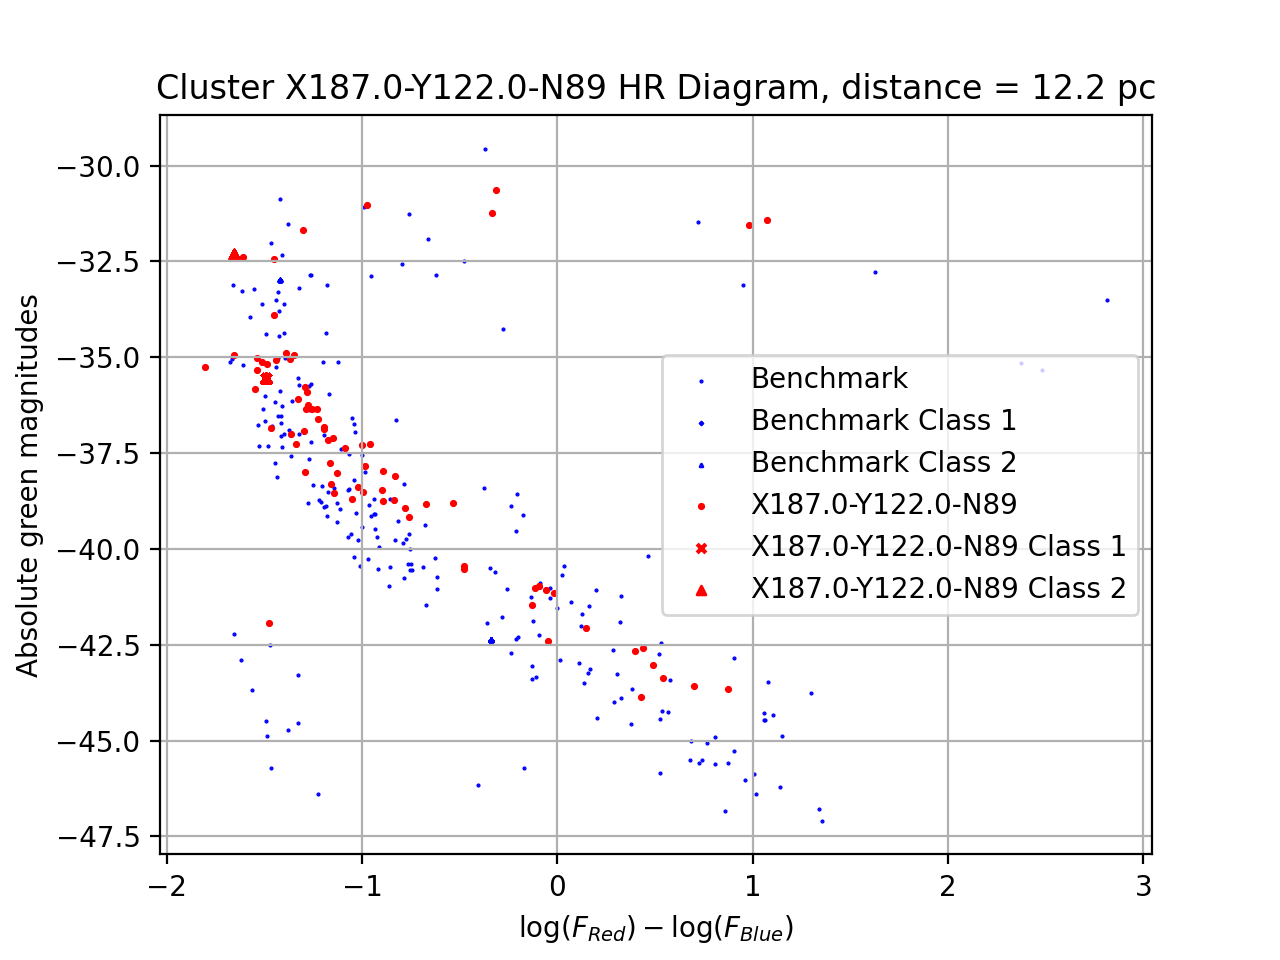 Cluster X187.0-Y122.0-N89 HR Diagram, distance = 12.2 pc
−30.0
−32.5
−35.0
−37.5
−40.0
−42.5
−45.0
−47.5
Absolute green magnitudes
Benchmark
Benchmark Class 1
Benchmark Class 2
X187.0-Y122.0-N89
X187.0-Y122.0-N89 Class 1
X187.0-Y122.0-N89 Class 2
−2 −1 0 1 2 3
log(F_Red) − log(F_Blue)